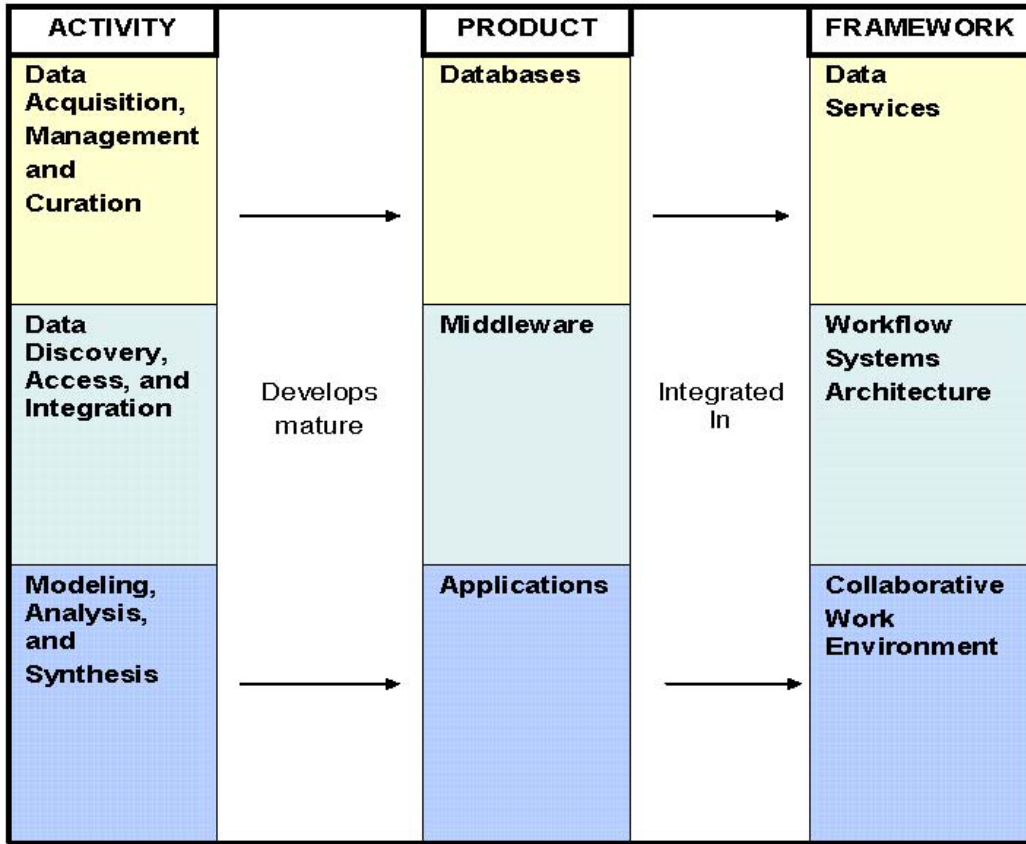 ACTIVITY
PRODUCT
FRAMEWORK
Data
Acquisition,
Management
and
Curation
Databases
Data
Services
Data
Discovery,
Access, and
Integration
Develops
mature
Middleware
Integrated
In
Workflow
Systems
Architecture
Modeling,
Analysis,
and
Synthesis
Applications
Collaborative
Work
Environment